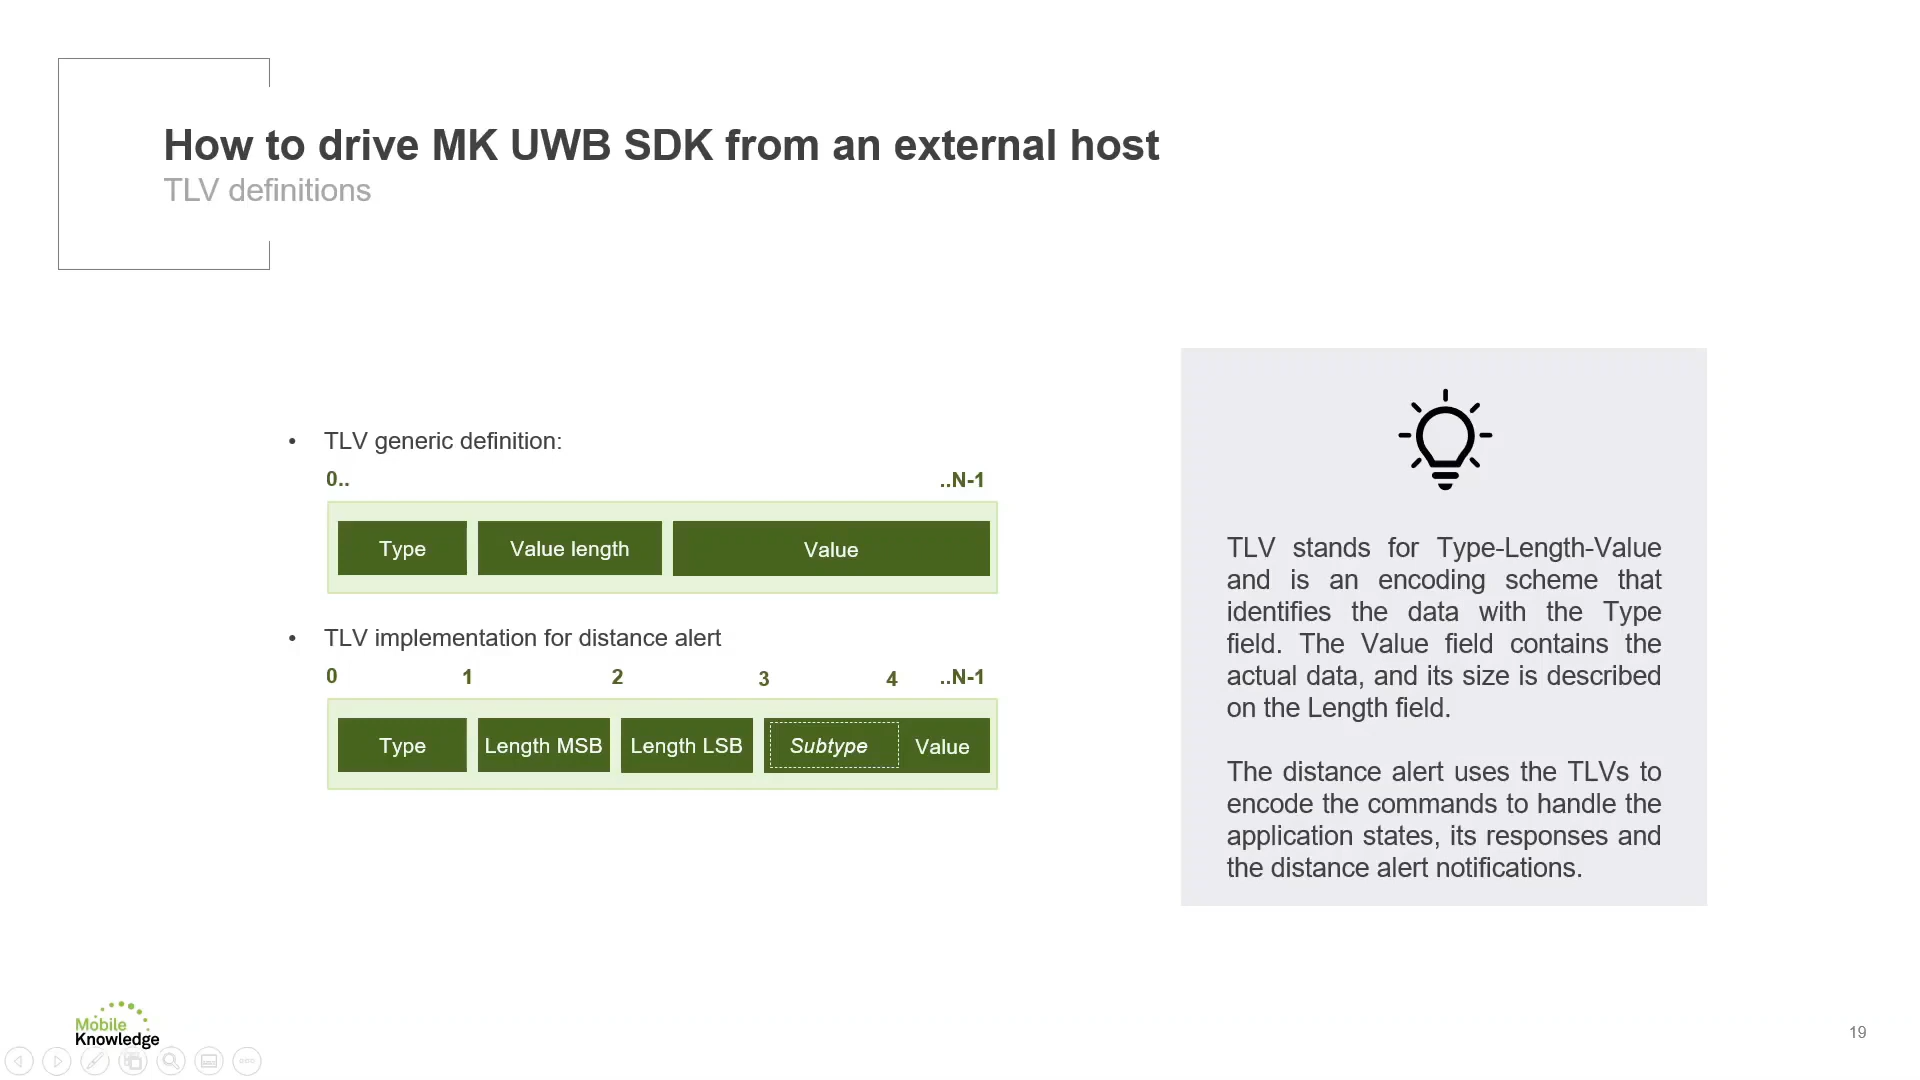 How to drive MK UWB SDK from an external host
TLV definitions
• TLV generic definition:
0.. ..N-1
Type Value length Value
• TLV implementation for distance alert
0 1 2 3 4 ..N-1
Type Length MSB Length LSB Subtype Value
TLV stands for Type-Length-Value
and is an encoding scheme that
identifies the data with the Type
field. The Value field contains the
actual data, and its size is described
on the Length field.
The distance alert uses the TLVs to
encode the commands to handle the
application states, its responses and
the distance alert notifications.
Mobile
Knowledge
19